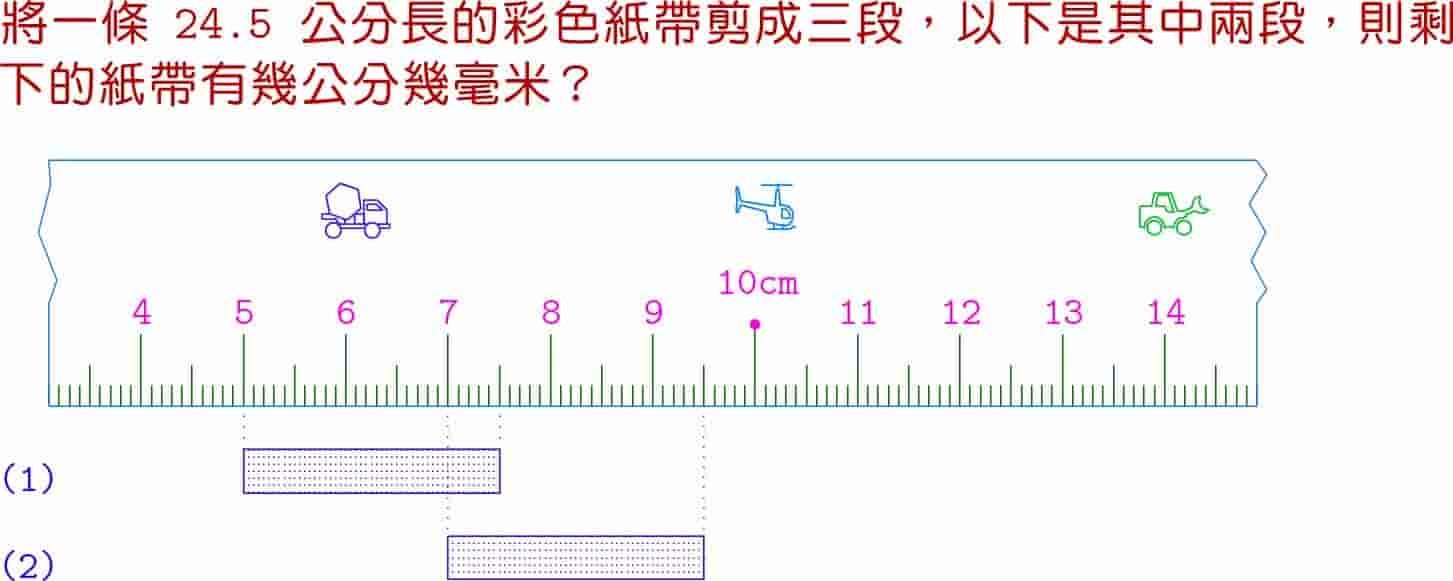 將一條 24.5 公分長的彩色紙帶剪成三段，以下是其中兩段，則剩
下的紙帶有幾公分幾毫米？
10cm
4 5 6 7 8 9 11 12 13 14
(1)
(2)